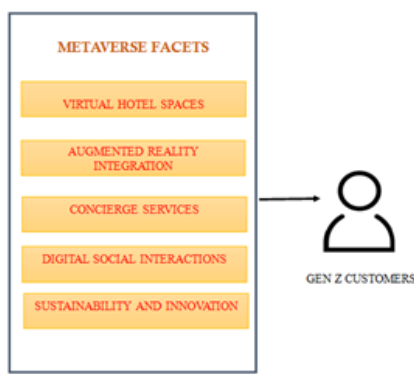 METAVERSE FACETS
VIRTUAL HOTEL SPACES
AUGMENTED REALITY
INTEGRATION
CONCIERGE SERVICES
DIGITAL SOCIAL INTERACTIONS
SUSTAINABILITY AND INNOVATION
GEN Z CUSTOMERS